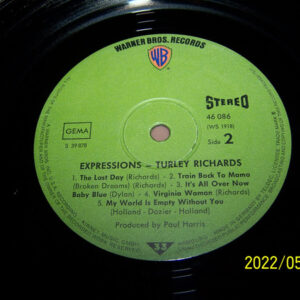 WARNER BROS. RECORDS
WB
STEREO
46 086
(WS 1918)
GEMA
Side 2
EXPRESSIONS – TURLEY RICHARDS
1. The Last Day (Richards) - 2. Train Back To Mama
(Broken Dreams) (Richards) - 3. It's All Over Now
Baby Blue (Dylan) - 4. Virginia Woman (Richards)
5. My World Is Empty Without You
(Holland - Dozier - Holland)
Produced by Paul Harris
33
2022/05